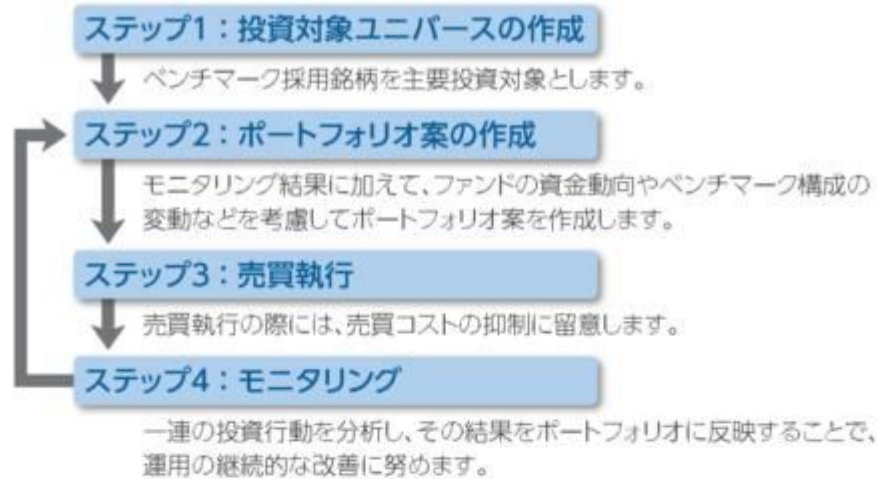 ステップ1：投資対象ユニバースの作成
ベンチマーク採用銘柄を主要投資対象とします。
ステップ2：ポートフォリオ案の作成
モニタリング結果に加えて、ファンドの資金動向やベンチマーク構成の
変動などを考慮してポートフォリオ案を作成します。
ステップ3：売買執行
売買執行の際には、売買コストの抑制に留意します。
ステップ4：モニタリング
一連の投資行動を分析し、その結果をポートフォリオに反映することで、
運用の継続的な改善に努めます。